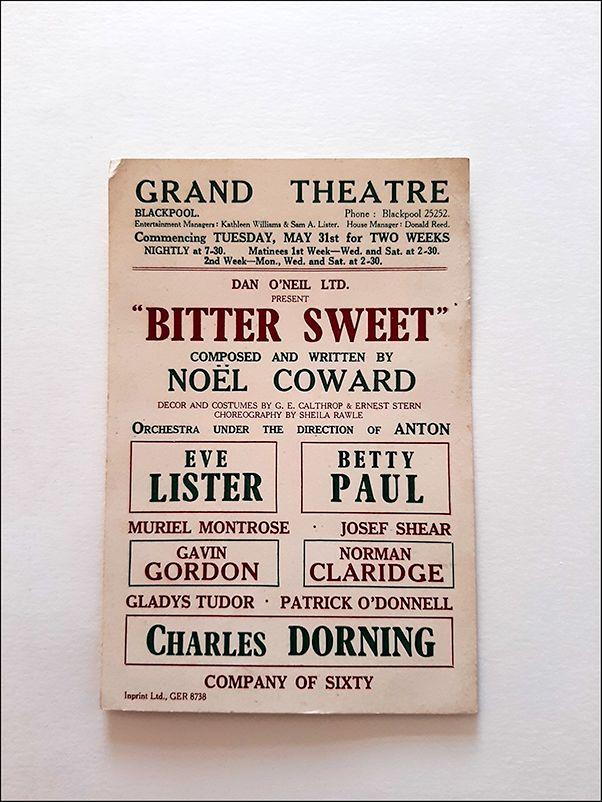 GRAND THEATRE
BLACKPOOL. Phone : Blackpool 25252.
Entertainment Managers : Kathleen Williams & Sam A. Lister. House Manager : Donald Reed.
Commencing TUESDAY, MAY 31st for TWO WEEKS
NIGHTLY at 7-30. Matinees 1st Week—Wed. and Sat. at 2-30.
2nd Week—Mon., Wed. and Sat. at 2-30.
DAN O'NEIL LTD.
PRESENT
"BITTER SWEET"
COMPOSED AND WRITTEN BY
NOËL COWARD
DECOR AND COSTUMES BY G. E. CALTHROP & ERNEST STERN
CHOREOGRAPHY BY SHEILA RAWLE
ORCHESTRA UNDER THE DIRECTION OF ANTON
EVE
LISTER
BETTY
PAUL
MURIEL MONTROSE · JOSEF SHEAR
GAVIN
GORDON
NORMAN
CLARIDGE
GLADYS TUDOR · PATRICK O'DONNELL
CHARLES DORNING
COMPANY OF SIXTY
Inprint Ltd., GER 8738